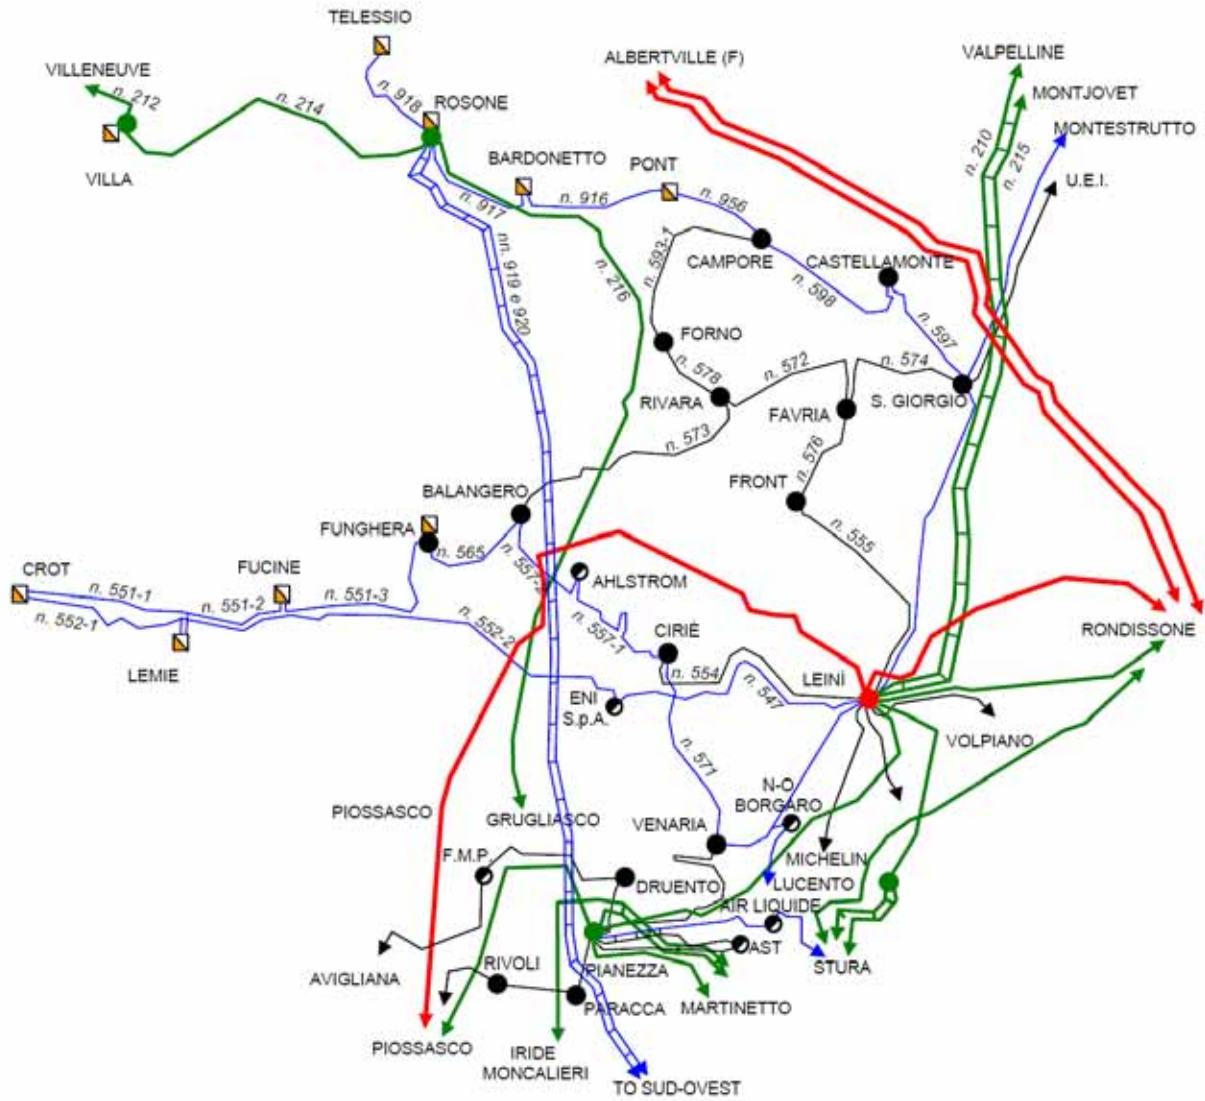 TELESSIO
VILLENEUVE
n. 212
n. 214
n. 918
ROSONE
VILLA
BARDONETTO
n. 917
n. 916
PONT
n. 956
ALBERTVILLE (F)
VALPELLINE
MONTJOVET
MONTESTRUTTO
U.E.I.
n. 210
n. 215
nn. 919 e 920
n. 216
n. 593-1
CAMPORE
CASTELLAMONTE
n. 598
n. 597
FORNO
n. 578
n. 572
n. 574
RIVARA
FAVRIA
S. GIORGIO
n. 573
n. 576
FRONT
n. 555
BALANGERO
FUNGHERA
n. 565
n. 557-2
AHLSTROM
CROT
FUCINE
n. 551-1
n. 551-2
n. 551-3
n. 552-1
n. 552-2
n. 557-1
LEMIE
CIRIÈ
n. 554
LEINÌ
RONDISSONE
ENI
S.p.A.
n. 547
VOLPIANO
n. 571
N-O
BORGARO
PIOSSASCO
GRUGLIASCO
VENARIA
MICHELIN
F.M.P.
DRUENTO
LUCENTO
AIR LIQUIDE
AST
AVIGLIANA
RIVOLI
PIANEZZA
STURA
PARACCA
MARTINETTO
PIOSSASCO
IRIDE
MONCALIERI
TO SUD-OVEST